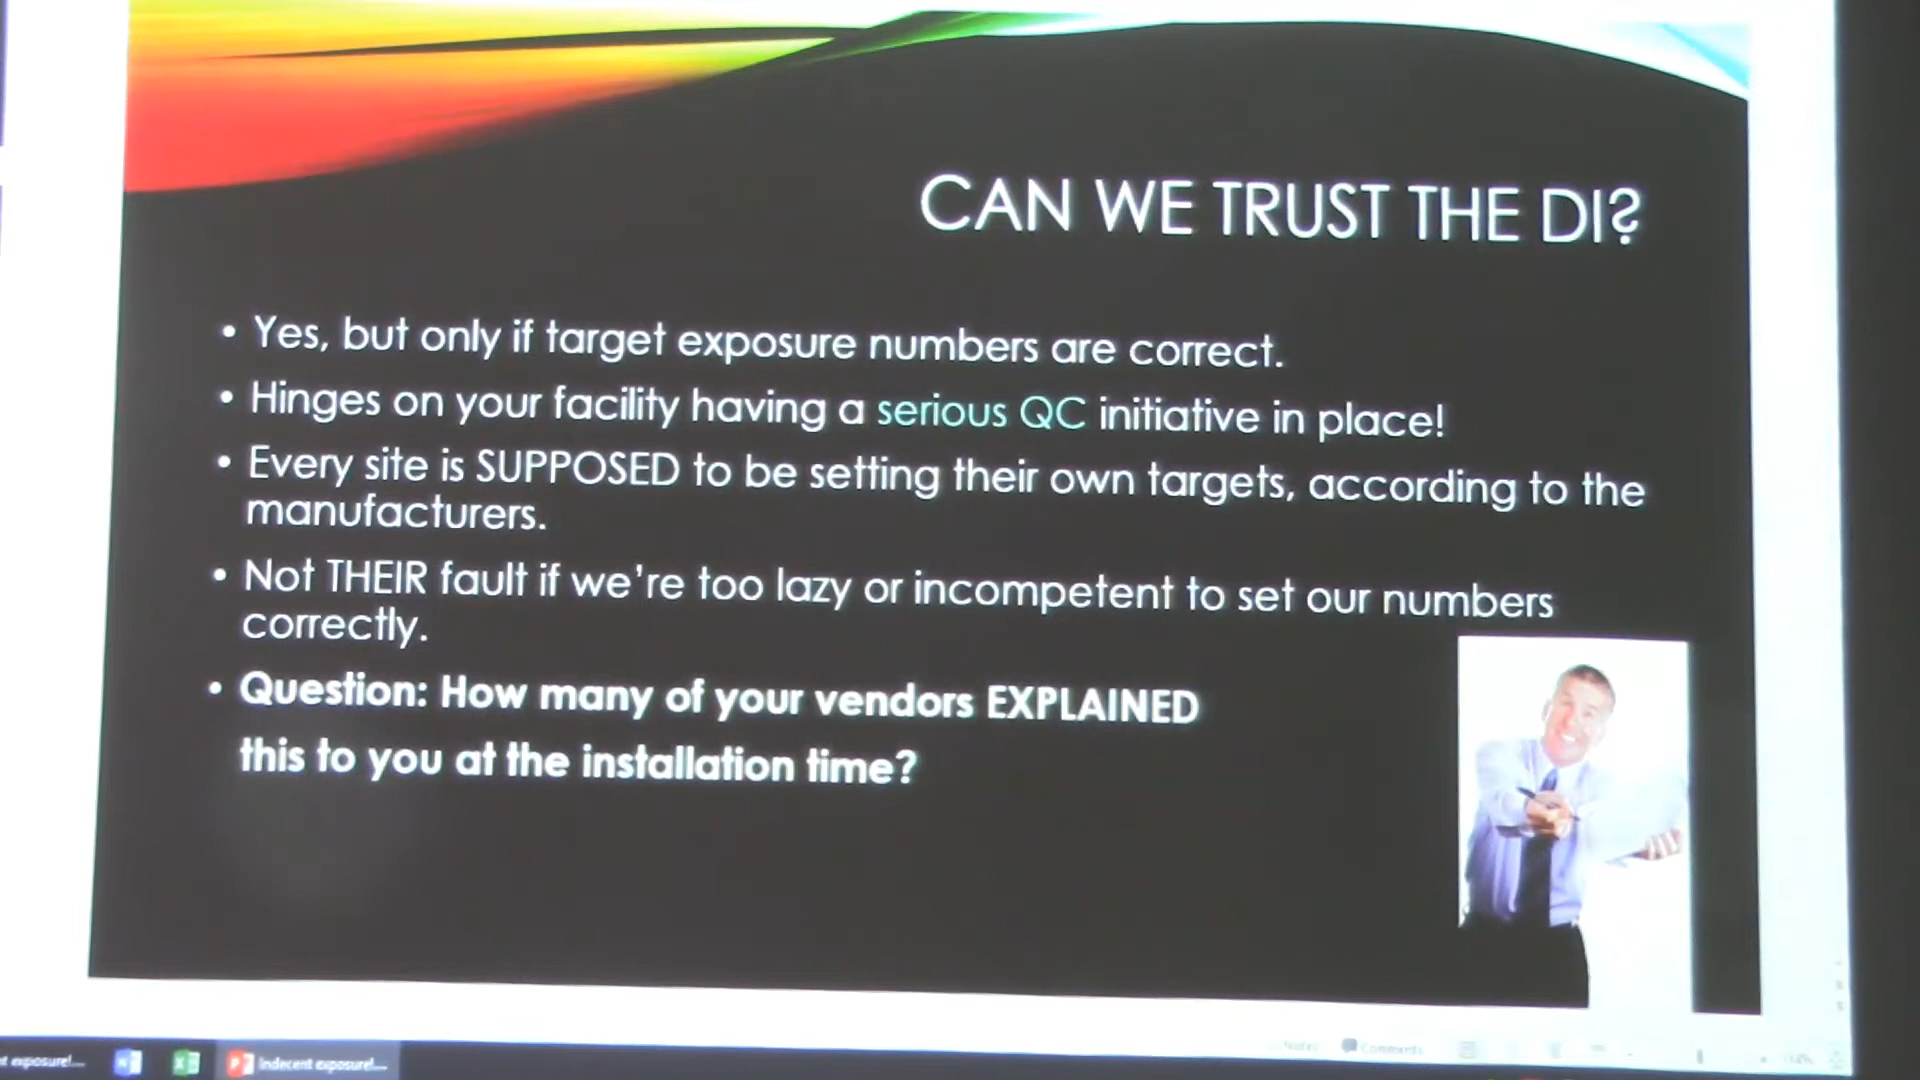 CAN WE TRUST THE DI?
• Yes, but only if target exposure numbers are correct.
• Hinges on your facility having a serious QC initiative in place!
• Every site is SUPPOSED to be setting their own targets, according to the
manufacturers.
• Not THEIR fault if we're too lazy or incompetent to set our numbers
correctly.
• Question: How many of your vendors EXPLAINED
this to you at the installation time?
exposure!...
Indecent exposure!...
Notes
Comments